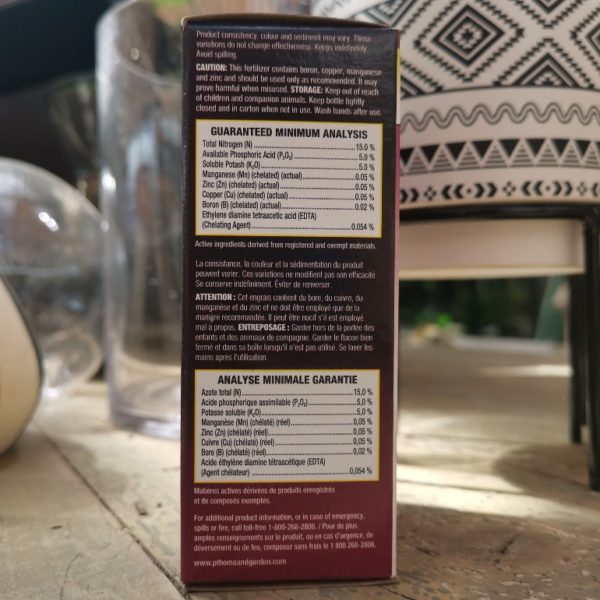 Product consistency, colour and sediment may vary. These
variations do not change effectiveness. Keeps indefinitely.
Avoid spilling.
CAUTION: This fertilizer contains boron, copper, manganese
and zinc and should be used only as recommended. It may
prove harmful when misused. STORAGE: Keep out of reach
of children and companion animals. Keep bottle tightly
closed and in carton when not in use. Wash hands after use.
GUARANTEED MINIMUM ANALYSIS
Total Nitrogen (N)..........15.0 %
Available Phosphoric Acid (P₂O₅)..........5.0 %
Soluble Potash (K₂O)..........5.0 %
Manganese (Mn) (chelated) (actual)..........0.05 %
Zinc (Zn) (chelated) (actual)..........0.05 %
Copper (Cu) (chelated) (actual)..........0.05 %
Boron (B) (chelated) (actual)..........0.02 %
Ethylene diamine tetraacetic acid (EDTA)
(Chelating Agent)..........0.054 %
Active ingredients derived from registered and exempt materials.
La consistance, la couleur et la sédimentation du produit
peuvent varier. Ces variations ne modifient pas son efficacité.
Se conserve indéfiniment. Éviter de renverser.
ATTENTION : Cet engrais contient du bore, du cuivre, du
manganèse et du zinc et ne doit être employé que de la
manière recommandée. Il peut être nocif s'il est employé
mal à propos. ENTREPOSAGE : Garder hors de la portée des
enfants et des animaux de compagnie. Garder le flacon bien
fermé et dans sa boîte lorsqu'il n'est pas utilisé. Se laver les
mains après l'utilisation.
ANALYSE MINIMALE GARANTIE
Azote total (N)..........15,0 %
Acide phosphorique assimilable (P₂O₅)..........5,0 %
Potasse soluble (K₂O)..........5,0 %
Manganèse (Mn) (chélaté) (réel)..........0,05 %
Zinc (Zn) (chélaté) (réel)..........0,05 %
Cuivre (Cu) (chélaté) (réel)..........0,05 %
Bore (B) (chélaté) (réel)..........0,02 %
Acide éthylène diamine tétraacétique (EDTA)
(Agent chélateur)..........0,054 %
Matières actives dérivées de produits enregistrés
et de composés exemptés.
For additional product information, or in case of emergency,
spills or fire, call toll-free 1-800-268-2806. / Pour de plus
amples renseignements sur le produit, ou en cas d'urgence, de
déversement ou de feu, composez sans frais le 1 800 268-2806.
www.pthomeandgarden.com